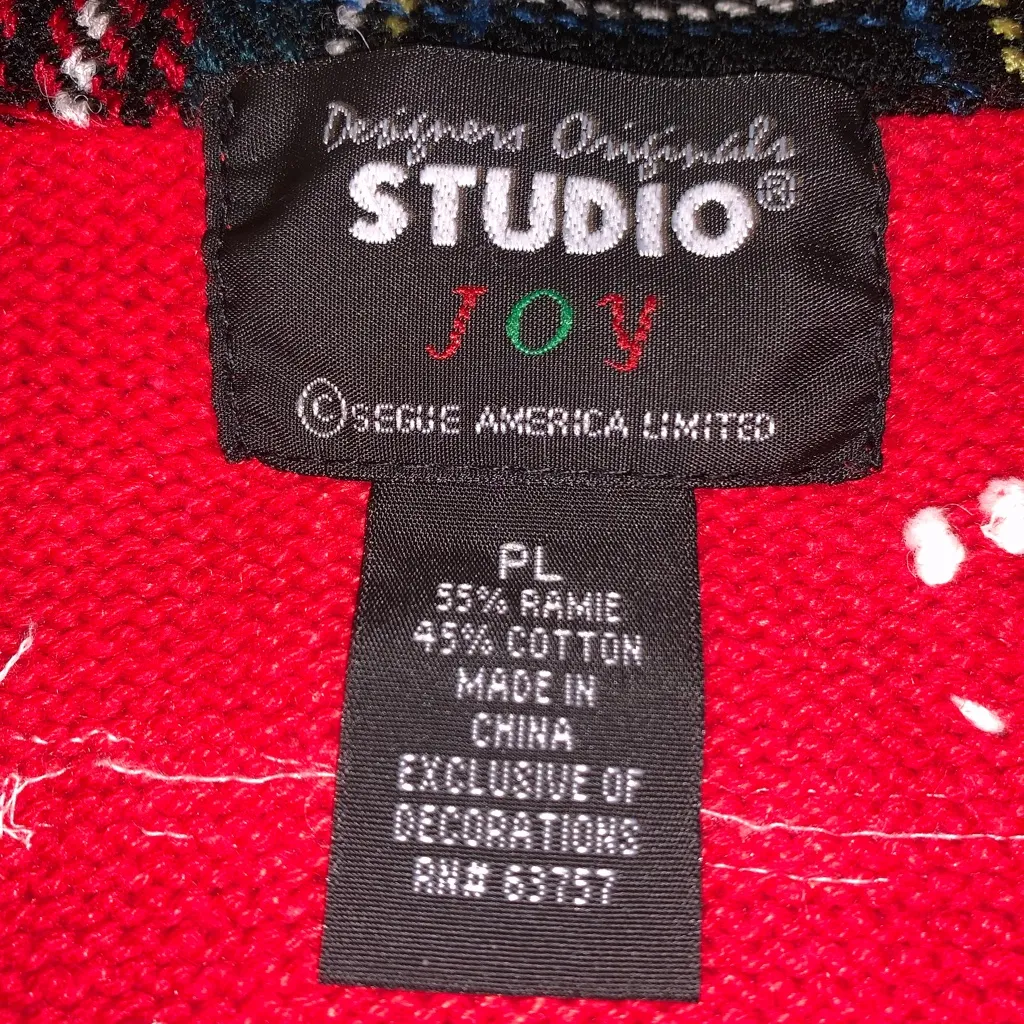 Designers Originals
STUDIO®
JOY
©SEGUE AMERICA LIMITED
PL
55% RAMIE
45% COTTON
MADE IN
CHINA
EXCLUSIVE OF
DECORATIONS
RN# 63757